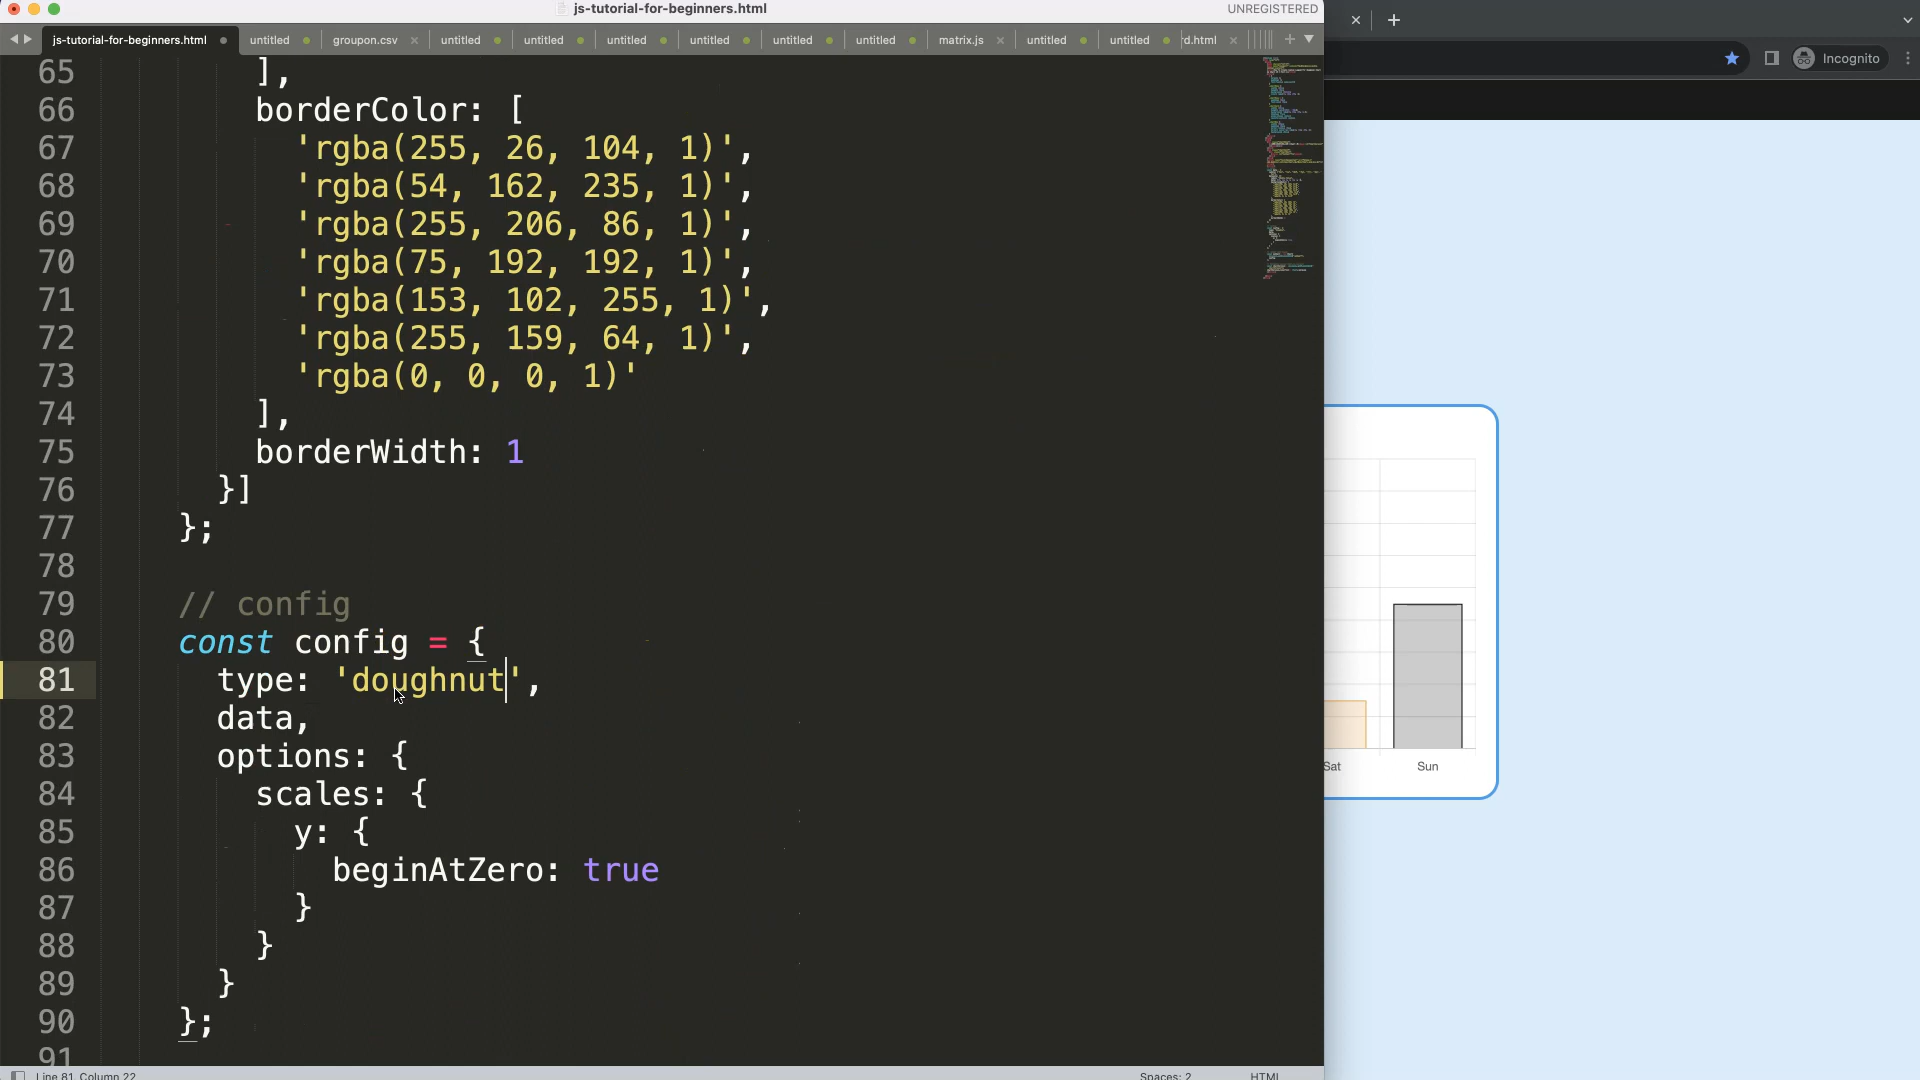 js-tutorial-for-beginners.html
UNREGISTERED
js-tutorial-for-beginners.html untitled groupon.csv untitled untitled untitled untitled untitled untitled matrix.js untitled untitled d.html
Incognito
65 ],
66 borderColor: [
67 'rgba(255, 26, 104, 1)',
68 'rgba(54, 162, 235, 1)',
69 'rgba(255, 206, 86, 1)',
70 'rgba(75, 192, 192, 1)',
71 'rgba(153, 102, 255, 1)',
72 'rgba(255, 159, 64, 1)',
73 'rgba(0, 0, 0, 1)'
74 ],
75 borderWidth: 1
76 }]
77 };
78
79 // config
80 const config = {
81 type: 'doughnut',
82 data,
83 options: {
84 scales: {
85 y: {
86 beginAtZero: true
87 }
88 }
89 }
90 };
91
Sat Sun
Line 81, Column 22
Spaces: 2
HTML